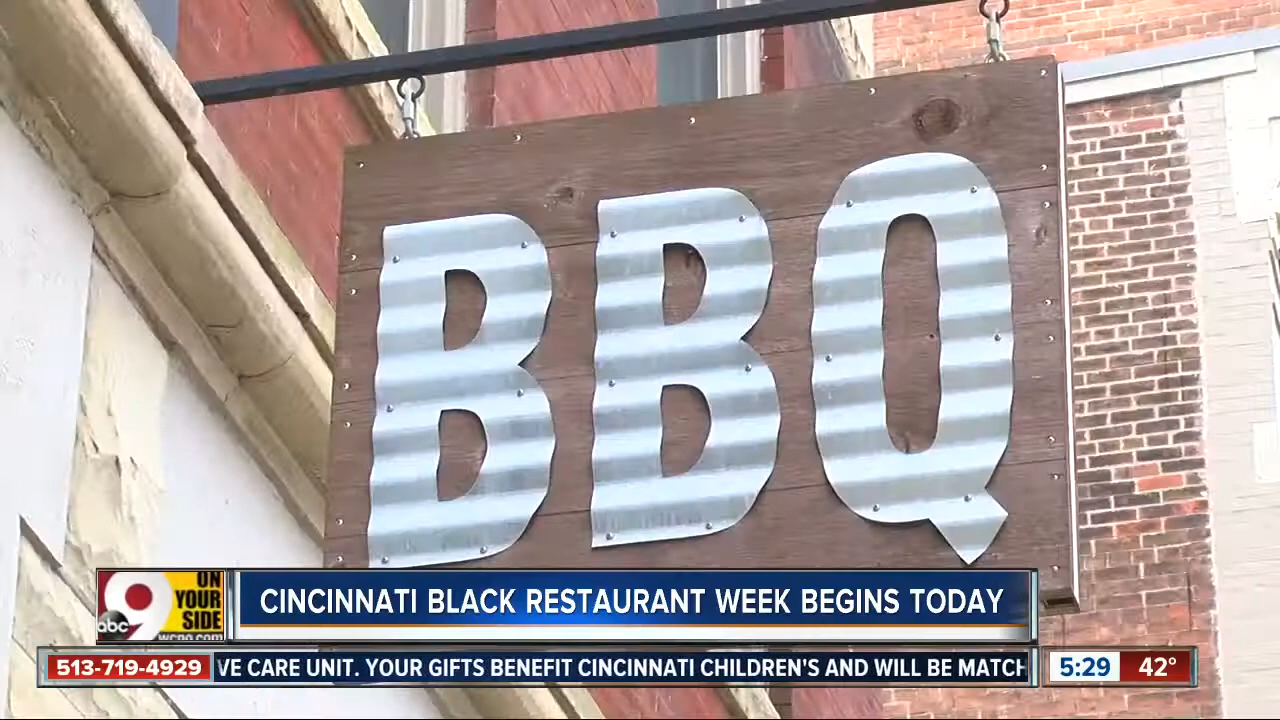 BBQ
abc 9
ON
YOUR
SIDE
wcpo.com
CINCINNATI BLACK RESTAURANT WEEK BEGINS TODAY
513-719-4929
VE CARE UNIT. YOUR GIFTS BENEFIT CINCINNATI CHILDREN'S AND WILL BE MATCH
5:29
42°